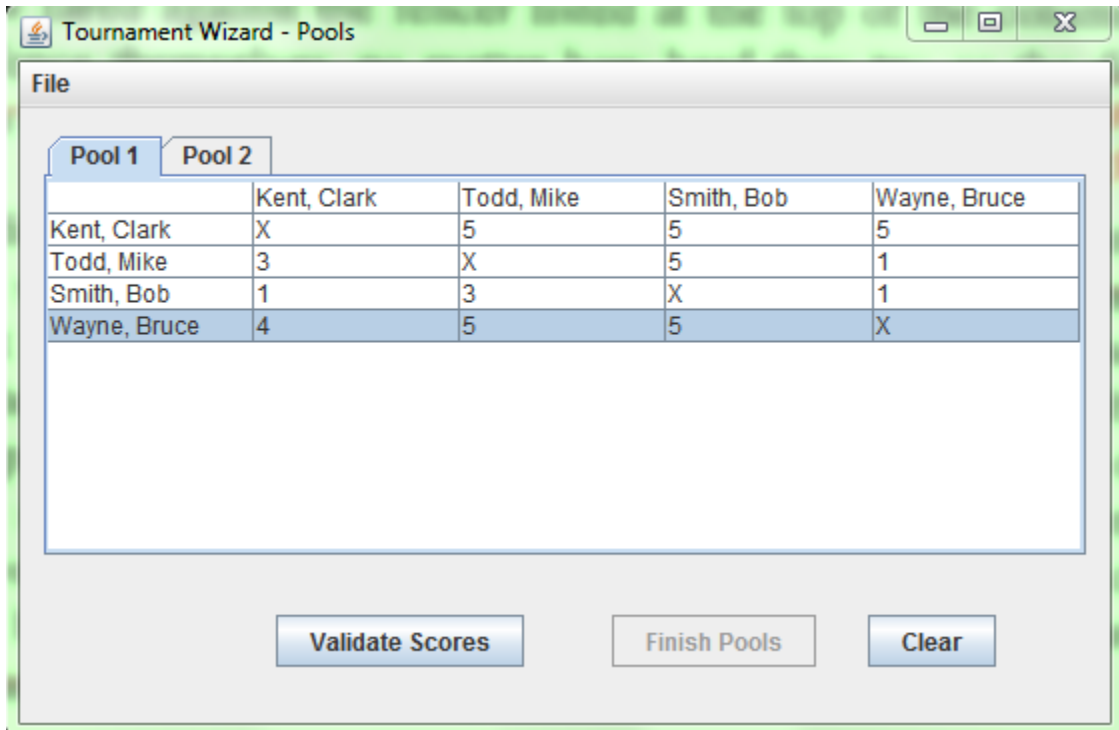 Tournament Wizard - Pools
File
Pool 1 Pool 2
Kent, Clark Todd, Mike Smith, Bob Wayne, Bruce
Kent, Clark X 5 5 5
Todd, Mike 3 X 5 1
Smith, Bob 1 3 X 1
Wayne, Bruce 4 5 5 X
Validate Scores Finish Pools Clear